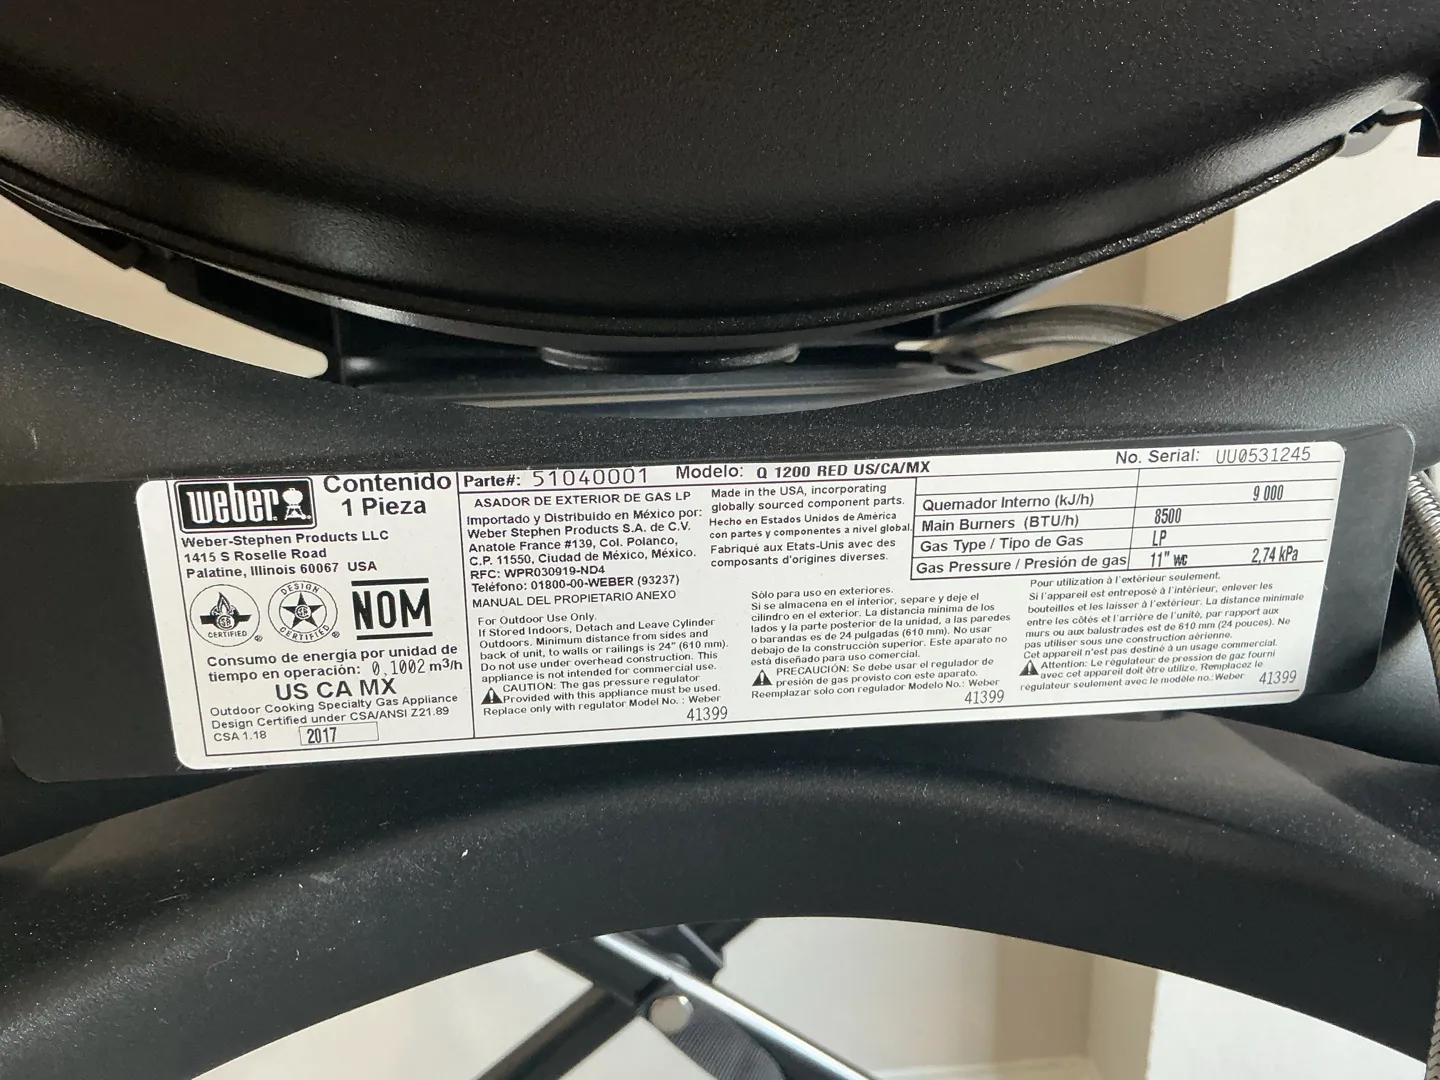 weber
Contenido
1 Pieza
Weber-Stephen Products LLC
1415 S Roselle Road
Palatine, Illinois 60067 USA
CERTIFIED
DESIGN
CERTIFIED
NOM
Consumo de energía por unidad de
tiempo en operación: 0,1002 m3/h
US CA MX
Outdoor Cooking Specialty Gas Appliance
Design Certified under CSA/ANSI Z21.89
CSA 1.18 2017
Parte#: 51040001 Modelo: Q 1200 RED US/CA/MX
No. Serial: UU0531245
ASADOR DE EXTERIOR DE GAS LP
Importado y Distribuido en México por:
Weber Stephen Products S.A. de C.V.
Anatole France #139, Col. Polanco,
C.P. 11550, Ciudad de México, México.
RFC: WPR030919-ND4
Teléfono: 01800-00-WEBER (93237)
MANUAL DEL PROPIETARIO ANEXO
Made in the USA, incorporating
globally sourced component parts.
Hecho en Estados Unidos de América
con partes y componentes a nivel global.
Fabriqué aux Etats-Unis avec des
composants d'origines diverses.
Quemador Interno (kJ/h) 9 000
Main Burners (BTU/h) 8500
Gas Type / Tipo de Gas LP
Gas Pressure / Presión de gas 11" wc 2,74 kPa
For Outdoor Use Only.
If Stored Indoors, Detach and Leave Cylinder
Outdoors. Minimum distance from sides and
back of unit, to walls or railings is 24" (610 mm).
Do not use under overhead construction. This
appliance is not intended for commercial use.
CAUTION: The gas pressure regulator
Provided with this appliance must be used.
Replace only with regulator Model No. : Weber
41399
Sólo para uso en exteriores.
Si se almacena en el interior, separe y deje el
cilindro en el exterior. La distancia mínima de los
lados y la parte posterior de la unidad, a las paredes
o barandas es de 24 pulgadas (610 mm). No usar
debajo de la construcción superior. Este aparato no
está diseñado para uso comercial.
PRECAUCIÓN: Se debe usar el regulador de
presión de gas provisto con este aparato.
Reemplazar solo con regulador Modelo No.: Weber
41399
Pour utilization à l'extérieur seulement.
Si l'appareil est entreposé à l'intérieur, enlever les
bouteilles et les laisser à l'extérieur. La distance minimale
entre les côtés et l'arrière de l'unité, par rapport aux
murs ou aux balustrades est de 610 mm (24 pouces). Ne
pas utiliser sous une construction aérienne.
Cet appareil n'est pas destiné à un usage commercial.
Attention: Le régulateur de pression de gaz fourni
avec cet appareil doit être utilize. Remplacez le
regulateur seulement avec le modèle no.: Weber 41399